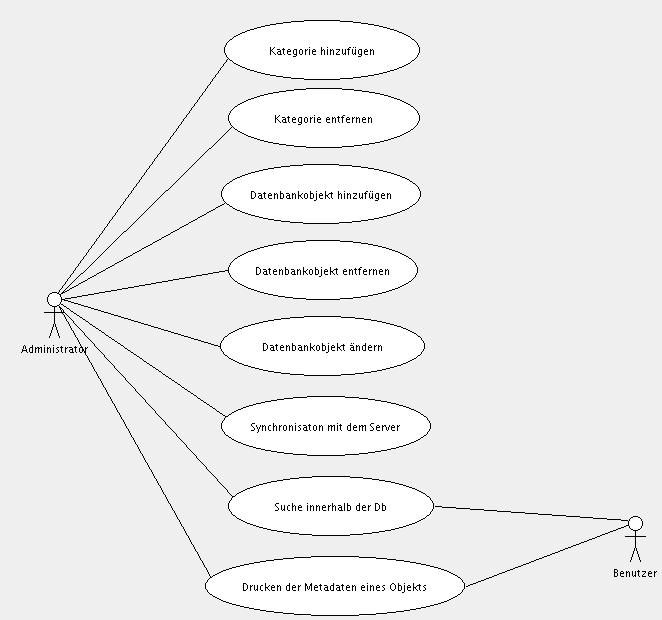 Kategorie hinzufügen
Kategorie entfernen
Datenbankobjekt hinzufügen
Datenbankobjekt entfernen
Administrator
Datenbankobjekt ändern
Synchronisaton mit dem Server
Suche innerhalb der Db
Benutzer
Drucken der Metadaten eines Objekts